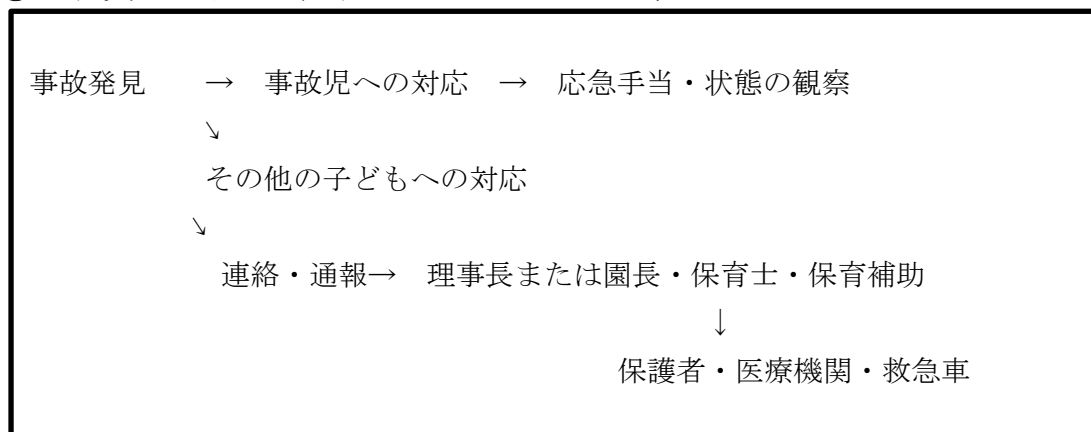 事故発見　→　事故児への対応　→　応急手当・状態の観察
↘
その他の子どもへの対応
↘
連絡・通報→　理事長または園長・保育士・保育補助
↓
保護者・医療機関・救急車